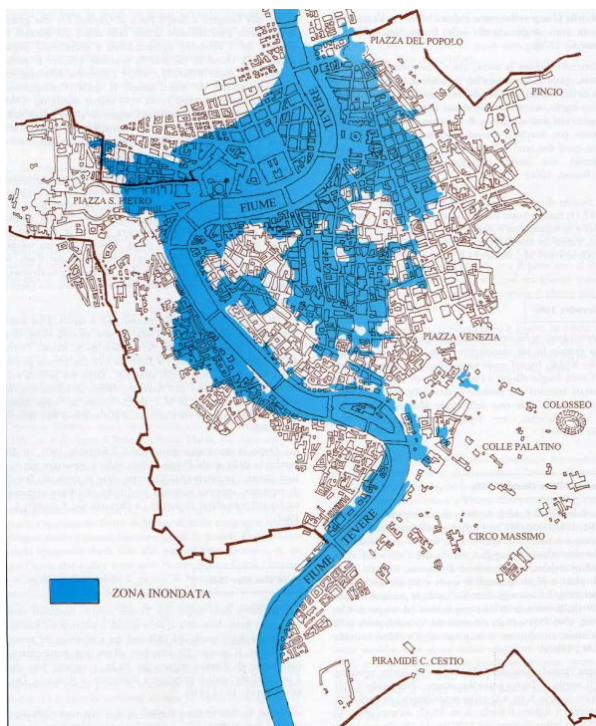 PIAZZA DEL POPOLO
PINCIO
TEVERE
PIAZZA S. PIETRO
FIUME
PIAZZA VENEZIA
COLOSSEO
COLLE PALATINO
CIRCO MASSIMO
FIUME TEVERE
ZONA INONDATA
PIRAMIDE C. CESTIO